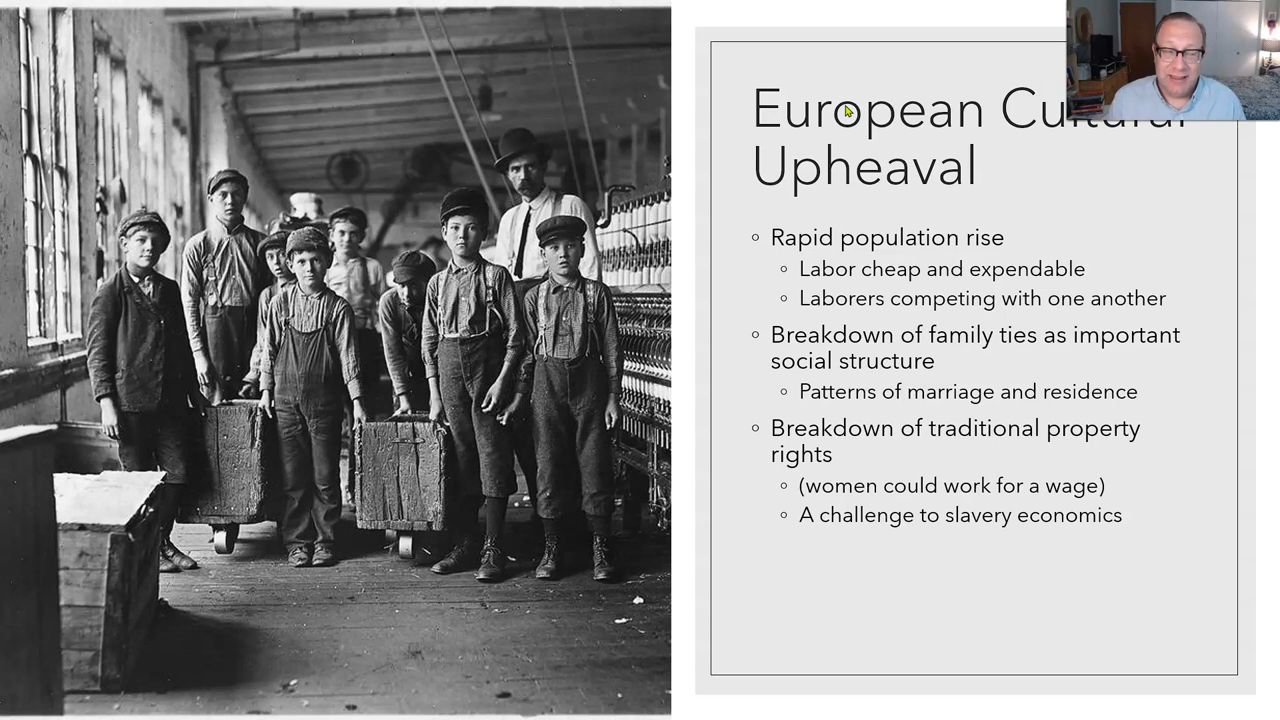 European Cultural
Upheaval
Rapid population rise
Labor cheap and expendable
Laborers competing with one another
Breakdown of family ties as important
social structure
Patterns of marriage and residence
Breakdown of traditional property
rights
(women could work for a wage)
A challenge to slavery economics